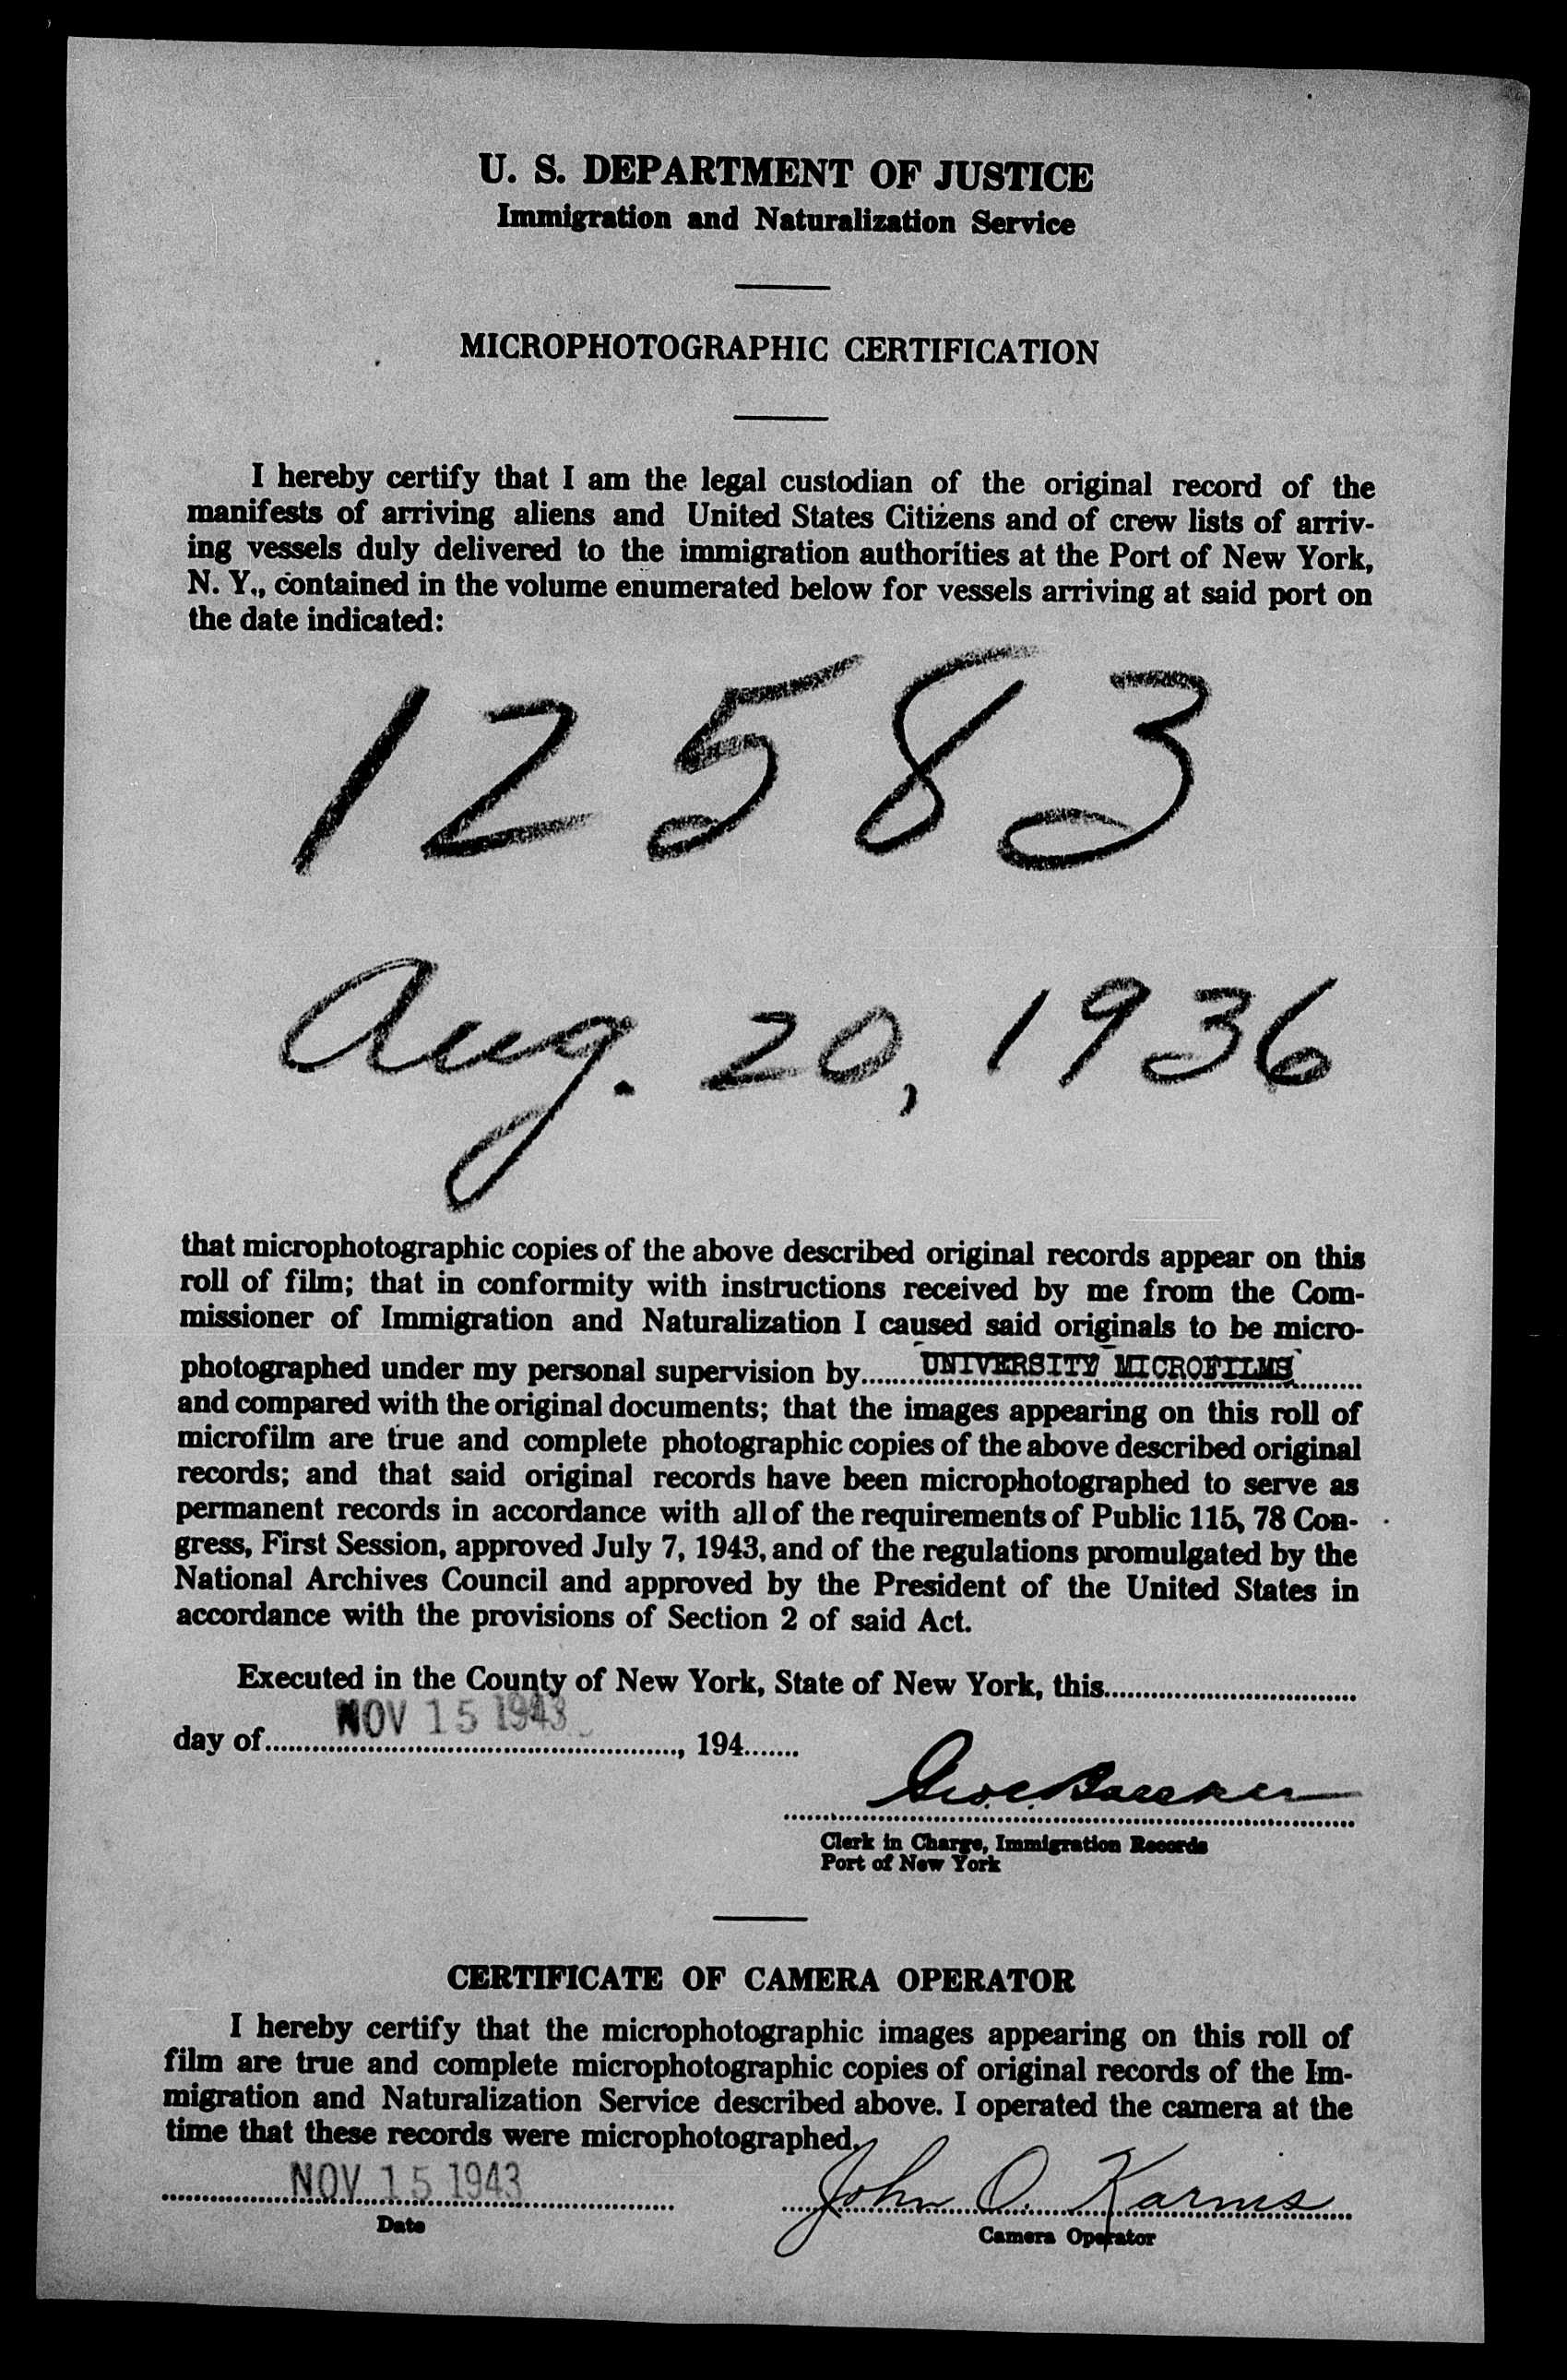 U. S. DEPARTMENT OF JUSTICE
Immigration and Naturalization Service
MICROPHOTOGRAPHIC CERTIFICATION
I hereby certify that I am the legal custodian of the original record of the
manifests of arriving aliens and United States Citizens and of crew lists of arriv-
ing vessels duly delivered to the immigration authorities at the Port of New York,
N. Y., contained in the volume enumerated below for vessels arriving at said port on
the date indicated:
12583
Aug. 20, 1936
that microphotographic copies of the above described original records appear on this
roll of film; that in conformity with instructions received by me from the Com-
missioner of Immigration and Naturalization I caused said originals to be micro-
photographed under my personal supervision by........UNIVERSITY MICROFILMS........
and compared with the original documents; that the images appearing on this roll of
microfilm are true and complete photographic copies of the above described original
records; and that said original records have been microphotographed to serve as
permanent records in accordance with all of the requirements of Public 115, 78 Con-
gress, First Session, approved July 7, 1943, and of the regulations promulgated by the
National Archives Council and approved by the President of the United States in
accordance with the provisions of Section 2 of said Act.
Executed in the County of New York, State of New York, this................................
NOV 15 1943
day of...................................................., 194.......
Clerk in Charge, Immigration Records
Port of New York
CERTIFICATE OF CAMERA OPERATOR
I hereby certify that the microphotographic images appearing on this roll of
film are true and complete microphotographic copies of original records of the Im-
migration and Naturalization Service described above. I operated the camera at the
time that these records were microphotographed.
NOV 15 1943 John O. Karnis
Date
Camera Operator